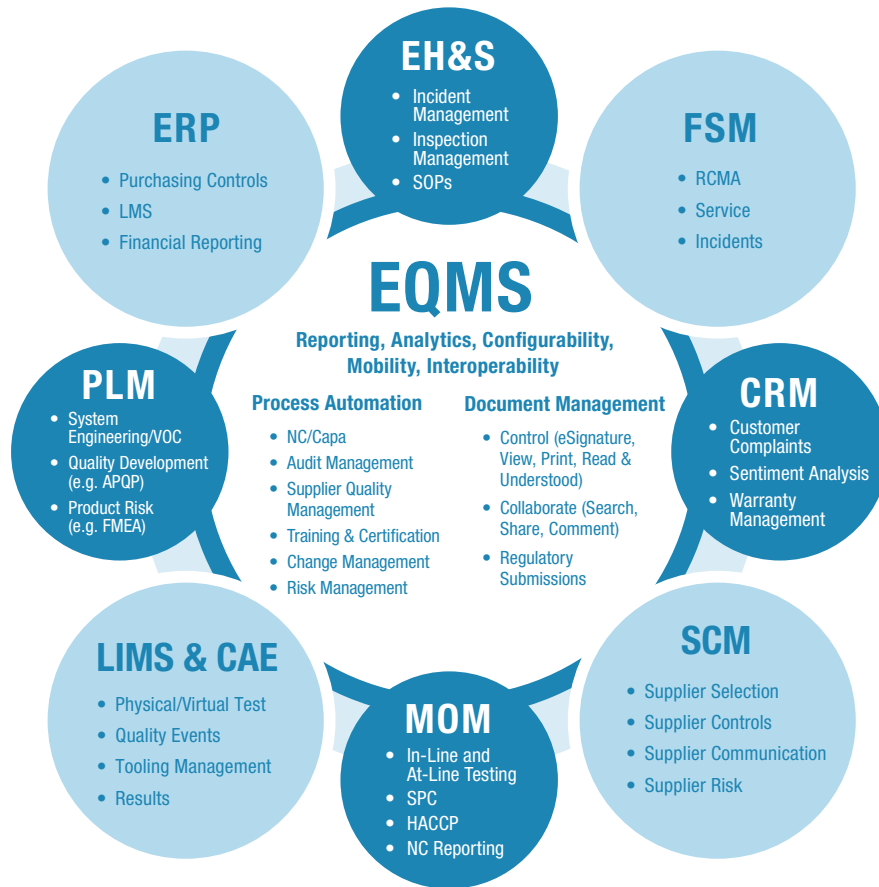 EH&S
• Incident
Management
• Inspection
Management
• SOPs
ERP
• Purchasing Controls
• LMS
• Financial Reporting
FSM
• RCMA
• Service
• Incidents
EQMS
Reporting, Analytics, Configurability,
Mobility, Interoperability
Process Automation
• NC/Capa
• Audit Management
• Supplier Quality
Management
• Training & Certification
• Change Management
• Risk Management
Document Management
• Control (eSignature,
View, Print, Read &
Understood)
• Collaborate (Search,
Share, Comment)
• Regulatory
Submissions
PLM
• System
Engineering/VOC
• Quality Development
(e.g. APQP)
• Product Risk
(e.g. FMEA)
CRM
• Customer
Complaints
• Sentiment Analysis
• Warranty
Management
LIMS & CAE
• Physical/Virtual Test
• Quality Events
• Tooling Management
• Results
MOM
• In-Line and
At-Line Testing
• SPC
• HACCP
• NC Reporting
SCM
• Supplier Selection
• Supplier Controls
• Supplier Communication
• Supplier Risk